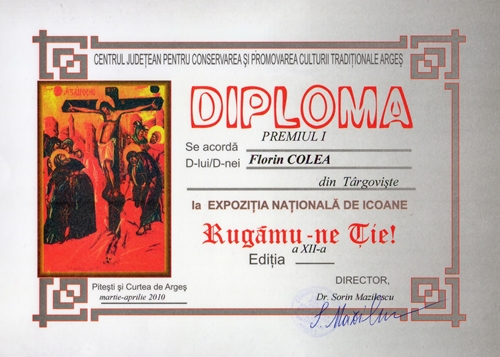 CENTRUL JUDEȚEAN PENTRU CONSERVAREA ȘI PROMOVAREA CULTURII TRADIȚIONALE ARGEȘ
DIPLOMA
PREMIUL I
Se acordă
D-lui/D-nei Florin COLEA
din Târgoviște
la EXPOZIȚIA NAȚIONALĂ DE ICOANE
Rugămu-ne Ție!
Ediția a XII-a
Pitești și Curtea de Argeș
martie-aprilie 2010
DIRECTOR,
Dr. Sorin Mazilescu